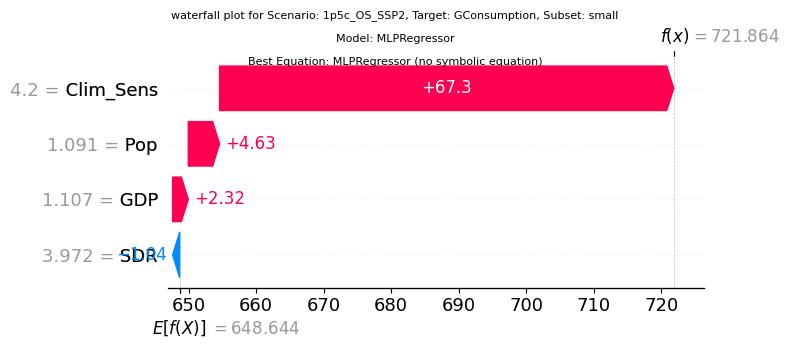 waterfall plot for Scenario: 1p5c_OS_SSP2, Target: GConsumption, Subset: small
Model: MLPRegressor
Best Equation: MLPRegressor (no symbolic equation)
f(x) = 721.864
4.2 = Clim_Sens +67.3
1.091 = Pop +4.63
1.107 = GDP +2.32
3.972 = SDR −1.04
650 660 670 680 690 700 710 720
E[f(X)] = 648.644